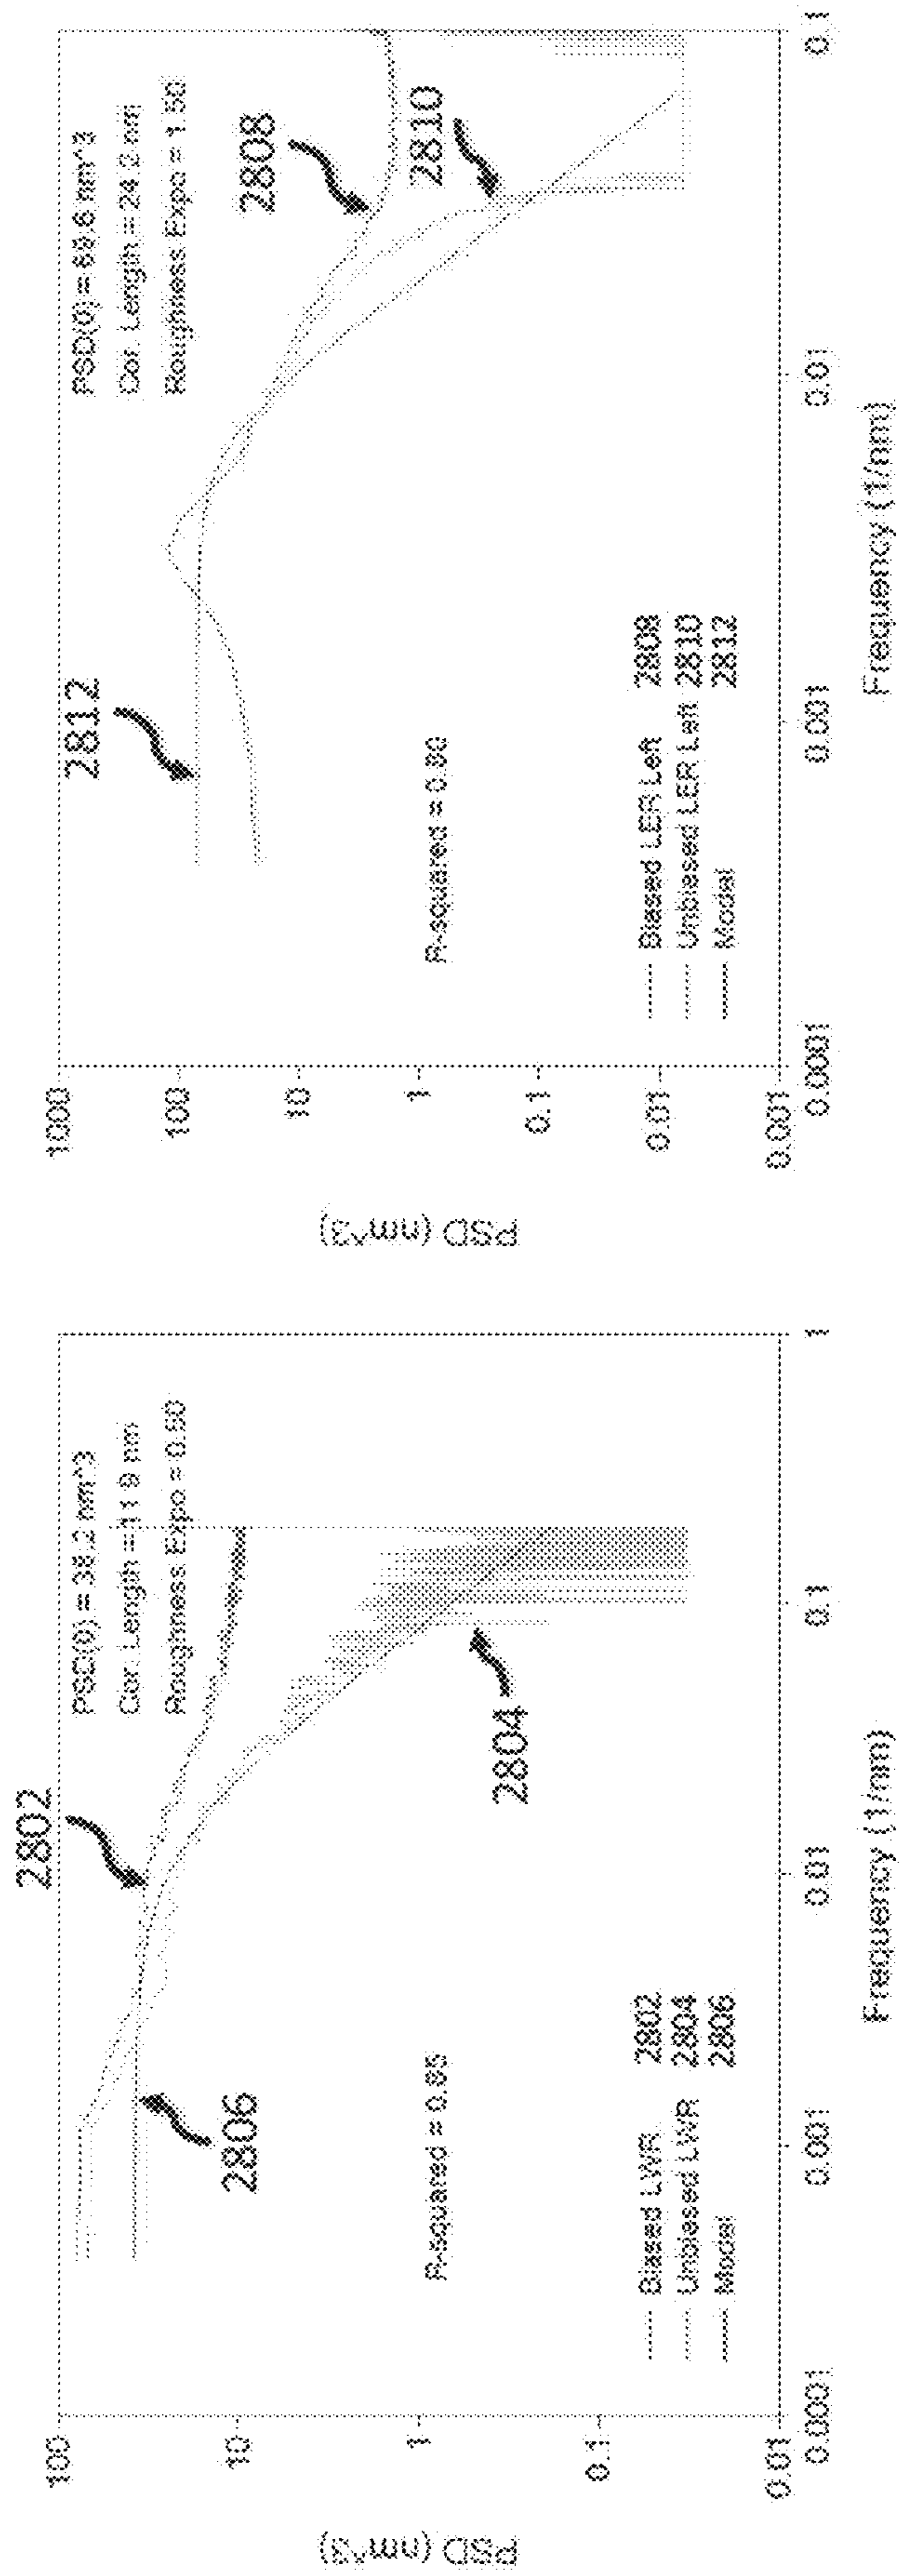 2802
PSD(0) = 38.2 nm^3
Cor. Length = 11.9 nm
Roughness Expo = 0.60
2806
2804
R-squared = 0.85
Biased LWR 2802
Unbiased LWR 2804
Model 2806
100
10
1
0.1
0.01
PSD (nm^3)
0.0001
0.001
0.01
0.1
1
Frequency (1/nm)
2812
PSD(0) = 69.6 nm^3
Cor. Length = 24.2 nm
Roughness Expo = 1.50
2808
2810
R-squared = 0.90
Biased LER Left 2808
Unbiased LER Left 2810
Model 2812
1000
100
10
1
0.1
0.01
0.001
PSD (nm^3)
0.0001
0.001
0.01
0.1
Frequency (1/nm)